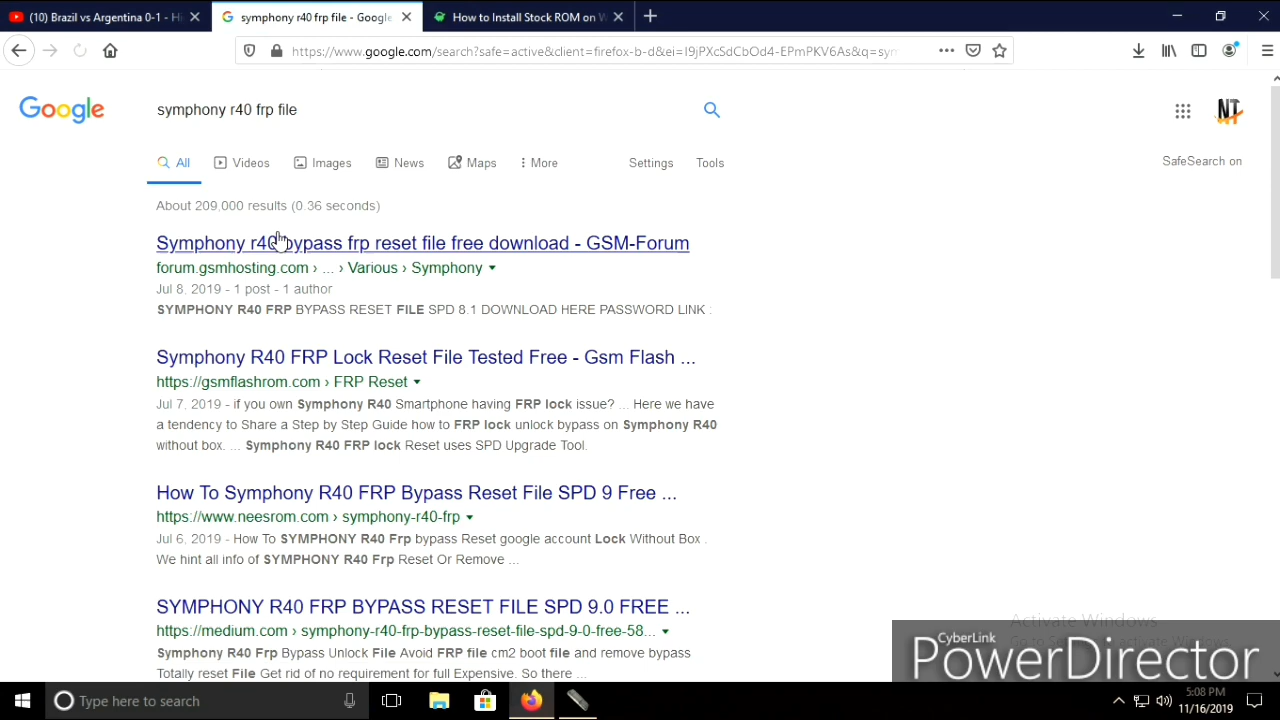 (10) Brazil vs Argentina 0-1 - Hi
symphony r40 frp file - Google
How to Install Stock ROM on W
https://www.google.com/search?safe=active&client=firefox-b-d&ei=I9jPXcSdCbOd4-EPmPKV6As&q=sym
Google
symphony r40 frp file
NT
All
Videos
Images
News
Maps
More
Settings
Tools
SafeSearch on
About 209,000 results (0.36 seconds)
Symphony r40 bypass frp reset file free download - GSM-Forum
forum.gsmhosting.com › ... › Various › Symphony
Jul 8, 2019 - 1 post - 1 author
SYMPHONY R40 FRP BYPASS RESET FILE SPD 8.1 DOWNLOAD HERE PASSWORD LINK :
Symphony R40 FRP Lock Reset File Tested Free - Gsm Flash ...
https://gsmflashrom.com › FRP Reset
Jul 7, 2019 - if you own Symphony R40 Smartphone having FRP lock issue? ... Here we have
a tendency to Share a Step by Step Guide how to FRP lock unlock bypass on Symphony R40
without box. ... Symphony R40 FRP lock Reset uses SPD Upgrade Tool.
How To Symphony R40 FRP Bypass Reset File SPD 9 Free ...
https://www.neesrom.com › symphony-r40-frp
Jul 6, 2019 - How To SYMPHONY R40 Frp bypass Reset google account Lock Without Box .
We hint all info of SYMPHONY R40 Frp Reset Or Remove ...
SYMPHONY R40 FRP BYPASS RESET FILE SPD 9.0 FREE ...
https://medium.com › symphony-r40-frp-bypass-reset-file-spd-9-0-free-58...
Symphony R40 Frp Bypass Unlock File Avoid FRP file cm2 boot file and remove bypass
Totally reset File Get rid of no requirement for full Expensive. So there ...
Activate Windows
CyberLink
PowerDirector
Type here to search
5:08 PM
11/16/2019